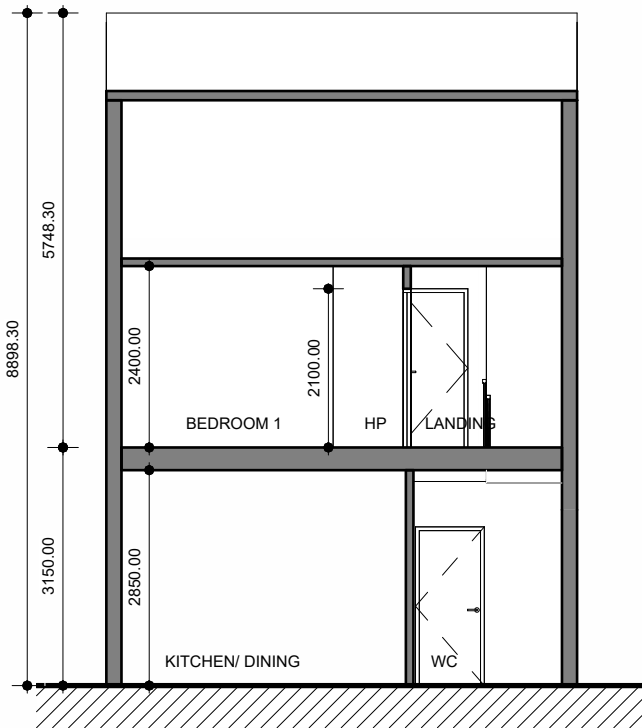 5748.30
8898.30
2400.00
2100.00
BEDROOM 1
HP
LANDING
3150.00
2850.00
KITCHEN/ DINING
WC